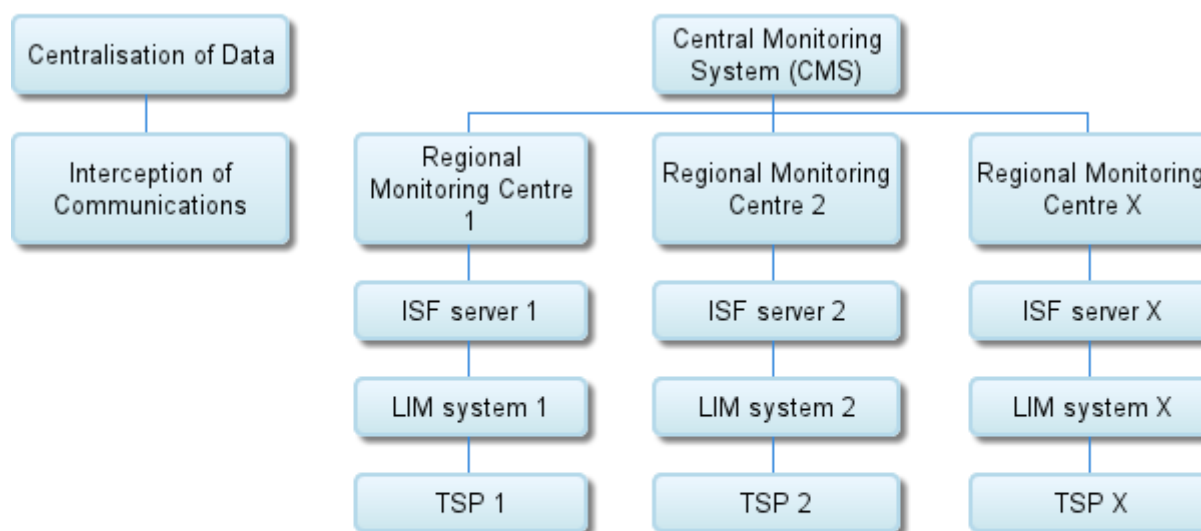 Centralisation of Data
Interception of
Communications
Central Monitoring
System (CMS)
Regional
Monitoring Centre
1
Regional Monitoring
Centre 2
Regional Monitoring
Centre X
ISF server 1
ISF server 2
ISF server X
LIM system 1
LIM system 2
LIM system X
TSP 1
TSP 2
TSP X